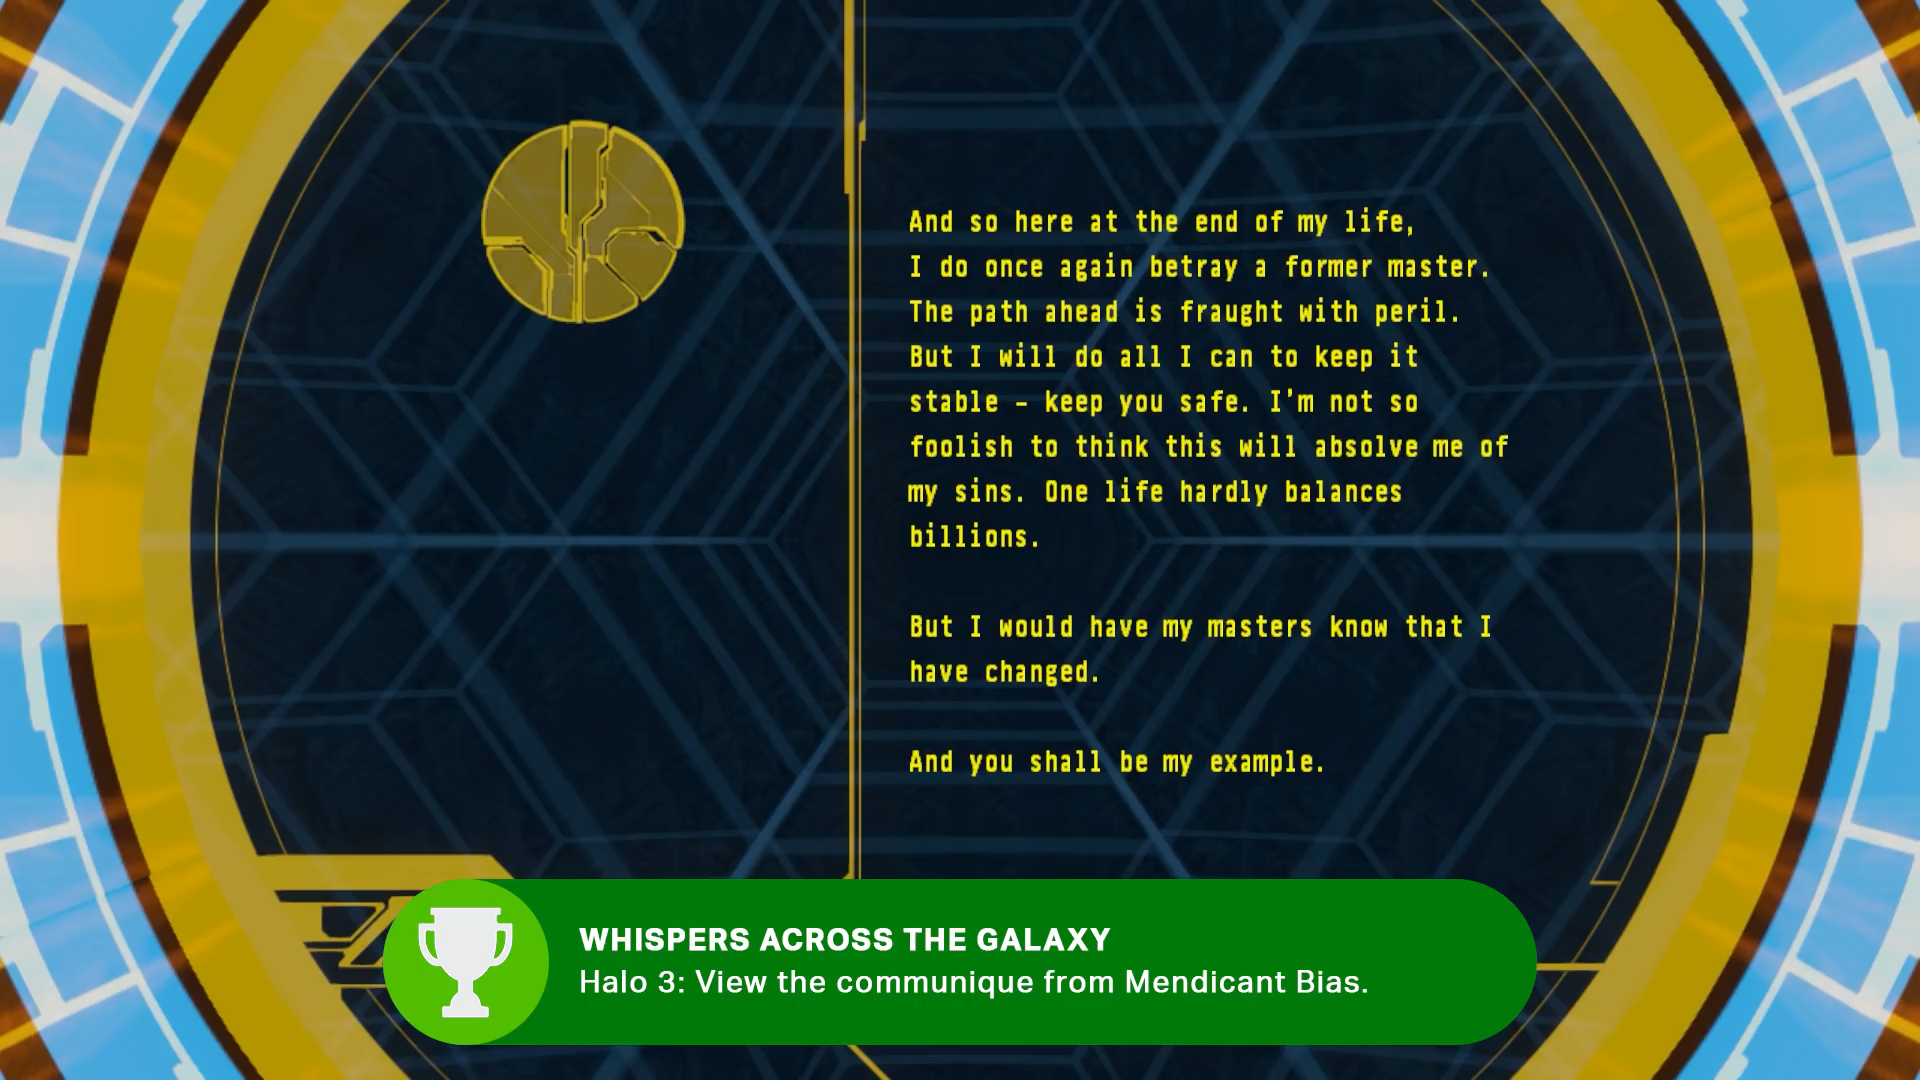 And so here at the end of my life,
I do once again betray a former master.
The path ahead is fraught with peril.
But I will do all I can to keep it
stable – keep you safe. I'm not so
foolish to think this will absolve me of
my sins. One life hardly balances
billions.
But I would have my masters know that I
have changed.
And you shall be my example.
WHISPERS ACROSS THE GALAXY
Halo 3: View the communique from Mendicant Bias.